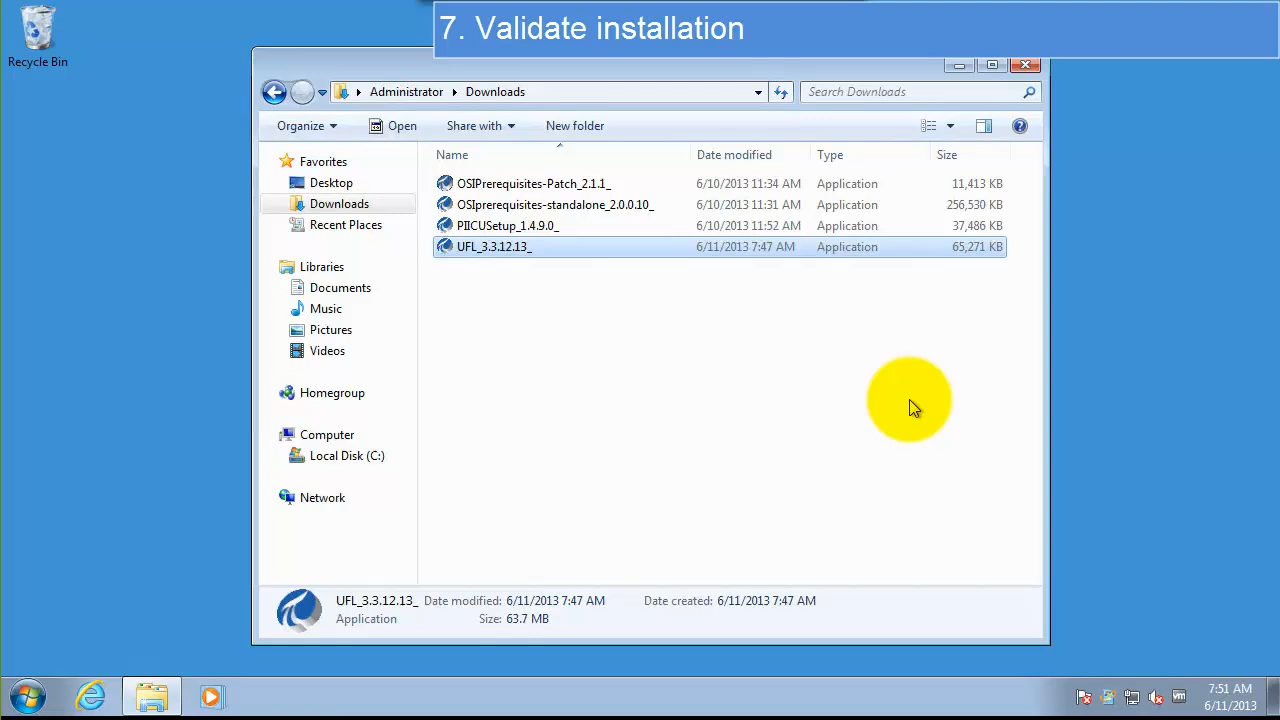 7. Validate installation
Recycle Bin
Administrator
Downloads
Search Downloads
Organize
Open
Share with
New folder
Name
Date modified
Type
Size
Favorites
Desktop
Downloads
Recent Places
Libraries
Documents
Music
Pictures
Videos
Homegroup
Computer
Local Disk (C:)
Network
OSIPrerequisites-Patch_2.1.1_ 6/10/2013 11:34 AM Application 11,413 KB
OSIprerequisites-standalone_2.0.0.10_ 6/10/2013 11:31 AM Application 256,530 KB
PIICUSetup_1.4.9.0_ 6/10/2013 11:52 AM Application 37,486 KB
UFL_3.3.12.13_ 6/11/2013 7:47 AM Application 65,271 KB
UFL_3.3.12.13_ Date modified: 6/11/2013 7:47 AM Date created: 6/11/2013 7:47 AM
Application Size: 63.7 MB
7:51 AM
6/11/2013